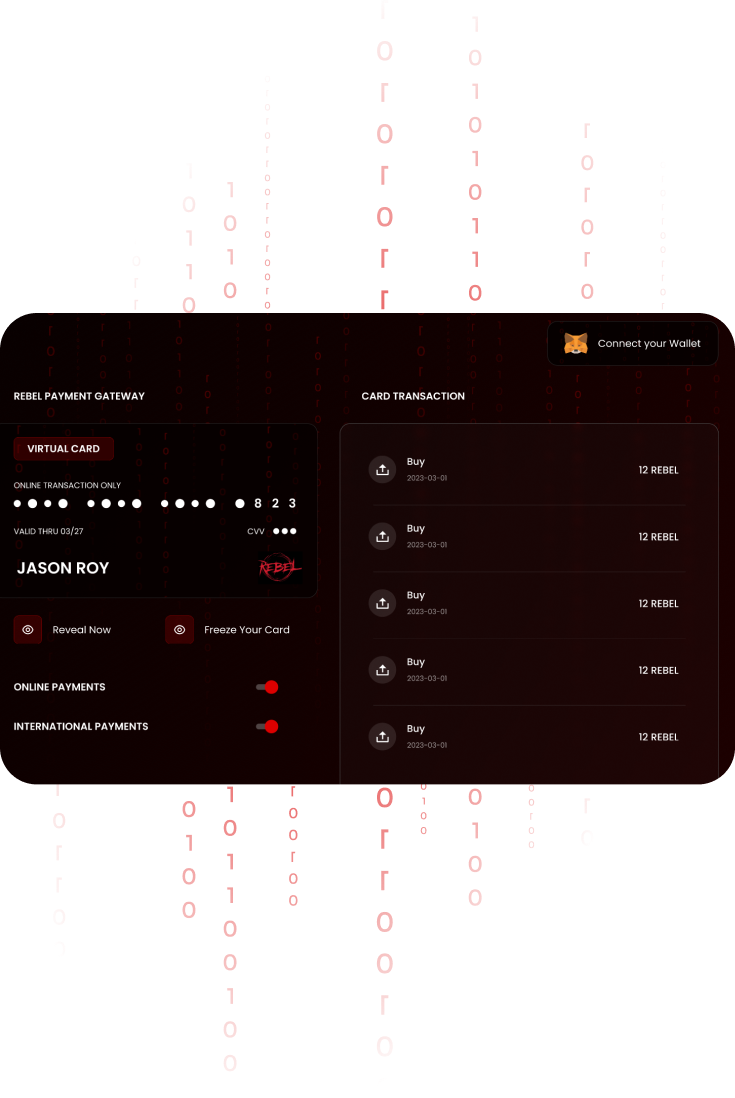 Connect your Wallet
REBEL PAYMENT GATEWAY
VIRTUAL CARD
ONLINE TRANSACTION ONLY
8 2 3
VALID THRU 03/27
CVV
JASON ROY
REBEL
Reveal Now
Freeze Your Card
ONLINE PAYMENTS
INTERNATIONAL PAYMENTS
CARD TRANSACTION
Buy
2023-03-01
12 REBEL
Buy
2023-03-01
12 REBEL
Buy
2023-03-01
12 REBEL
Buy
2023-03-01
12 REBEL
Buy
2023-03-01
12 REBEL